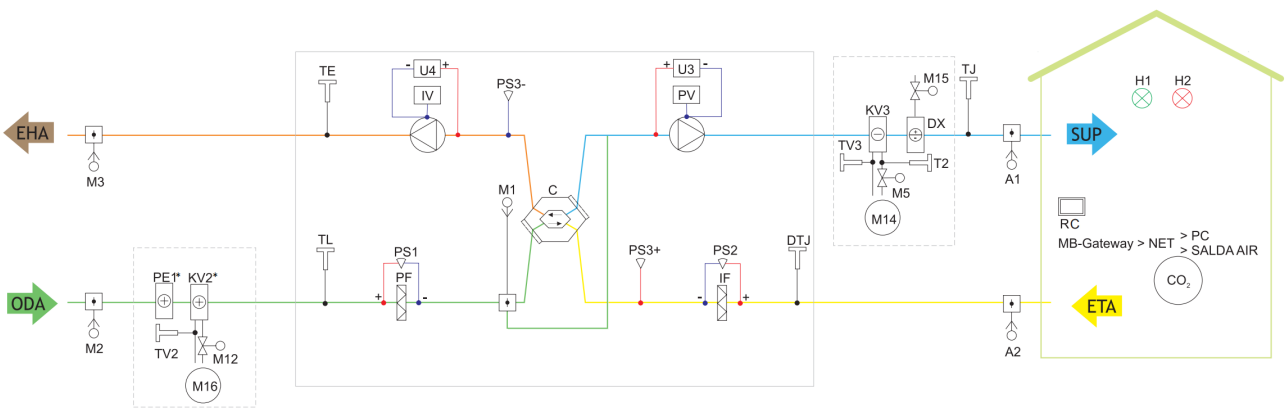 TE
- U4 +
IV
PS3-
+ U3 -
PV
M15
TJ
KV3
DX
H1 H2
EHA
SUP
M3
TV3
T2
M5
M14
A1
M1
C
RC
MB-Gateway > NET
> PC
> SALDA AIR
CO2
TL
PS1
PF
+ -
PS3+
PS2
IF
- +
DTJ
PE1* KV2*
ODA
ETA
M2
TV2
M12
M16
A2